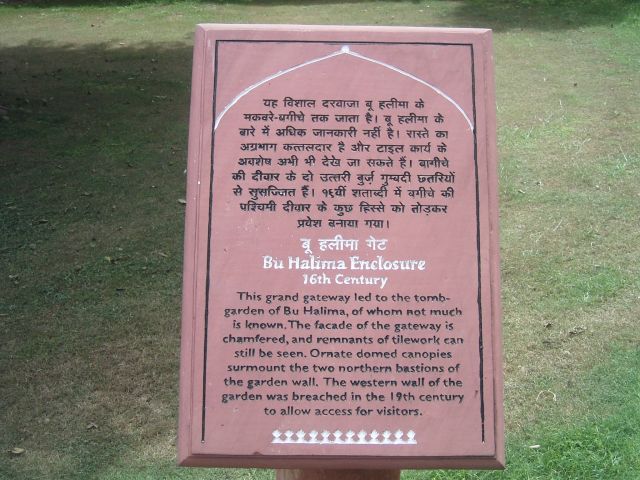 यह विशाल दरवाजा बू हलीमा के
मकबरे-बगीचे तक जाता है। बू हलीमा के
बारे में अधिक जानकारी नहीं है। रास्ते का
अग्रभाग कत्तलदार है और टाइल कार्य के
अवशेष अभी भी देखे जा सकते हैं। बागीचे
की दीवार के दो उत्तरी बुर्ज़ गुम्बदी छतरियों
से सुसज्जित हैं। १९वीं शताब्दी में बगीचे की
पश्चिमी दीवार के कुछ हिस्से को तोड़कर
प्रवेश बनाया गया।
बू हलीमा गेट
Bu Halima Enclosure
16th Century
This grand gateway led to the tomb-
garden of Bu Halima, of whom not much
is known. The facade of the gateway is
chamfered, and remnants of tilework can
still be seen. Ornate domed canopies
surmount the two northern bastions of
the garden wall. The western wall of the
garden was breached in the 19th century
to allow access for visitors.